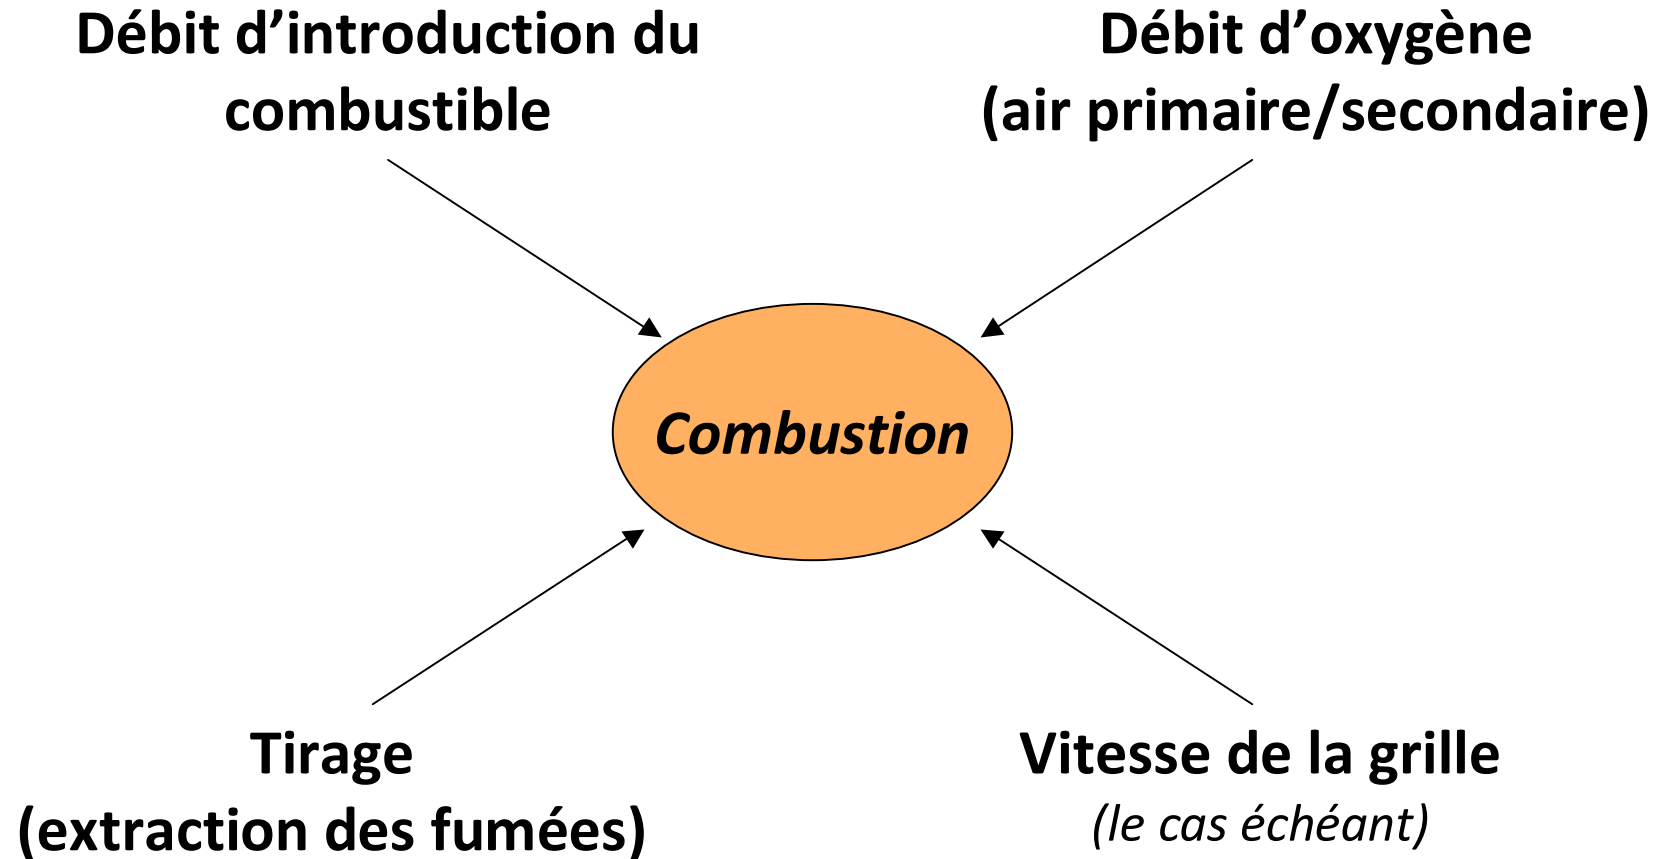 Débit d’introduction du
combustible
Débit d’oxygène
(air primaire/secondaire)
Combustion
Tirage
(extraction des fumées)
Vitesse de la grille
(le cas échéant)